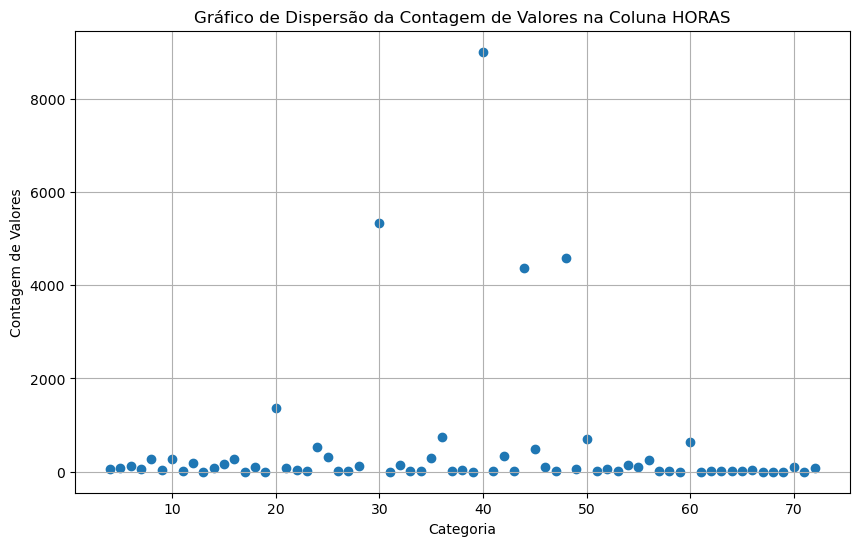 Gráfico de Dispersão da Contagem de Valores na Coluna HORAS
8000
6000
4000
2000
0
Contagem de Valores
10 20 30 40 50 60 70
Categoria